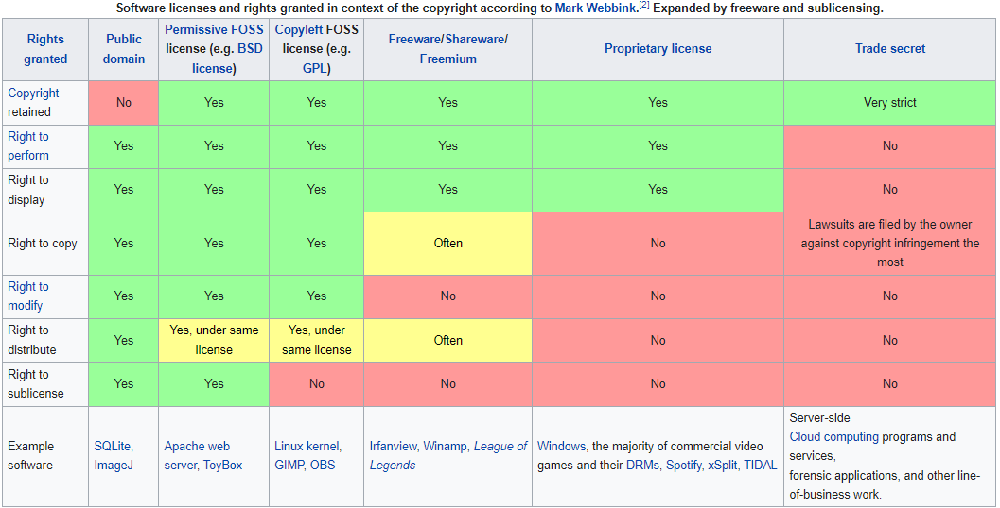 Software licenses and rights granted in context of the copyright according to Mark Webbink.[2] Expanded by freeware and sublicensing.
Rights
granted
Public
domain
Permissive FOSS
license (e.g. BSD
license)
Copyleft FOSS
license (e.g.
GPL)
Freeware/Shareware/
Freemium
Proprietary license
Trade secret
Copyright
retained
No
Yes
Yes
Yes
Yes
Very strict
Right to
perform
Yes
Yes
Yes
Yes
Yes
No
Right to
display
Yes
Yes
Yes
Yes
Yes
No
Right to copy
Yes
Yes
Yes
Often
No
Lawsuits are filed by the owner
against copyright infringement the
most
Right to
modify
Yes
Yes
Yes
No
No
No
Right to
distribute
Yes
Yes, under same
license
Yes, under
same license
Often
No
No
Right to
sublicense
Yes
Yes
No
No
No
No
Example
software
SQLite,
ImageJ
Apache web
server, ToyBox
Linux kernel,
GIMP, OBS
Irfanview, Winamp, League of
Legends
Windows, the majority of commercial video
games and their DRMs, Spotify, xSplit, TIDAL
Server-side
Cloud computing programs and
services,
forensic applications, and other line-
of-business work.